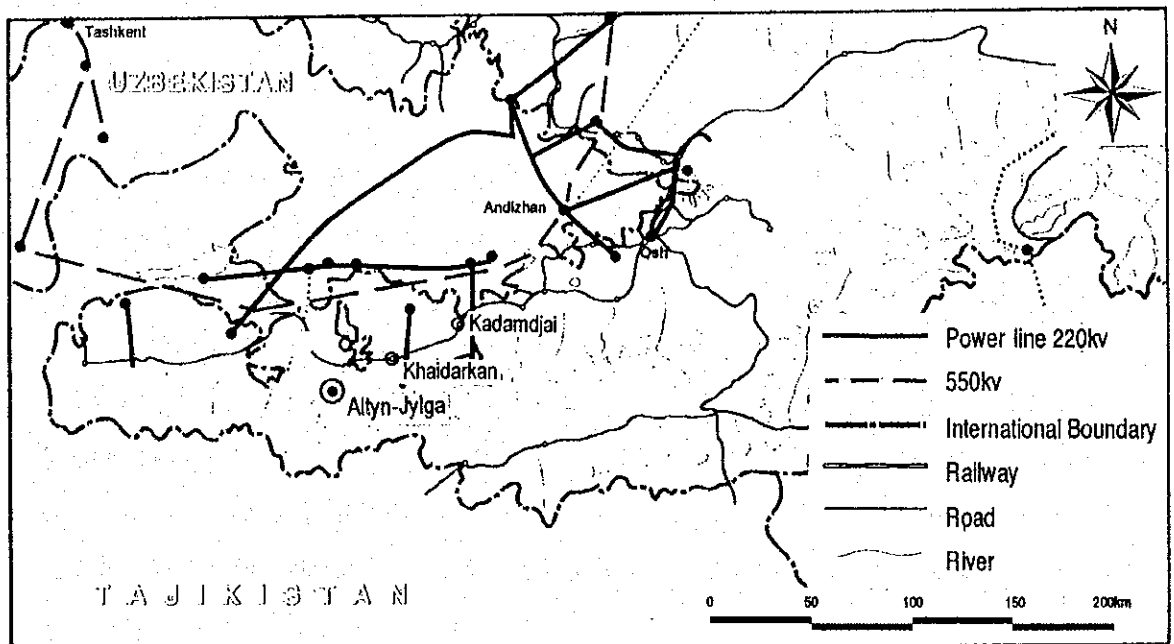 Tashkent
N
UZBEKISTAN
Andizhan
Osh
Kadamdjai
Khaidarkan
Altyn-Jylga
Power line 220kv
550kv
International Boundary
Railway
Road
River
TAJIKISTAN
0 50 100 150 200km